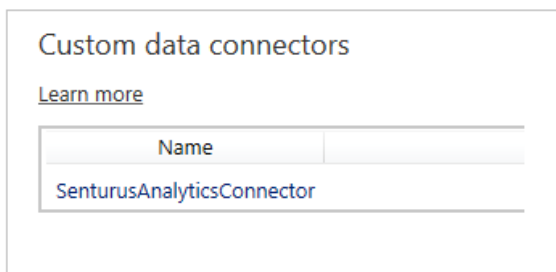 Custom data connectors
Learn more
Name
SenturusAnalyticsConnector